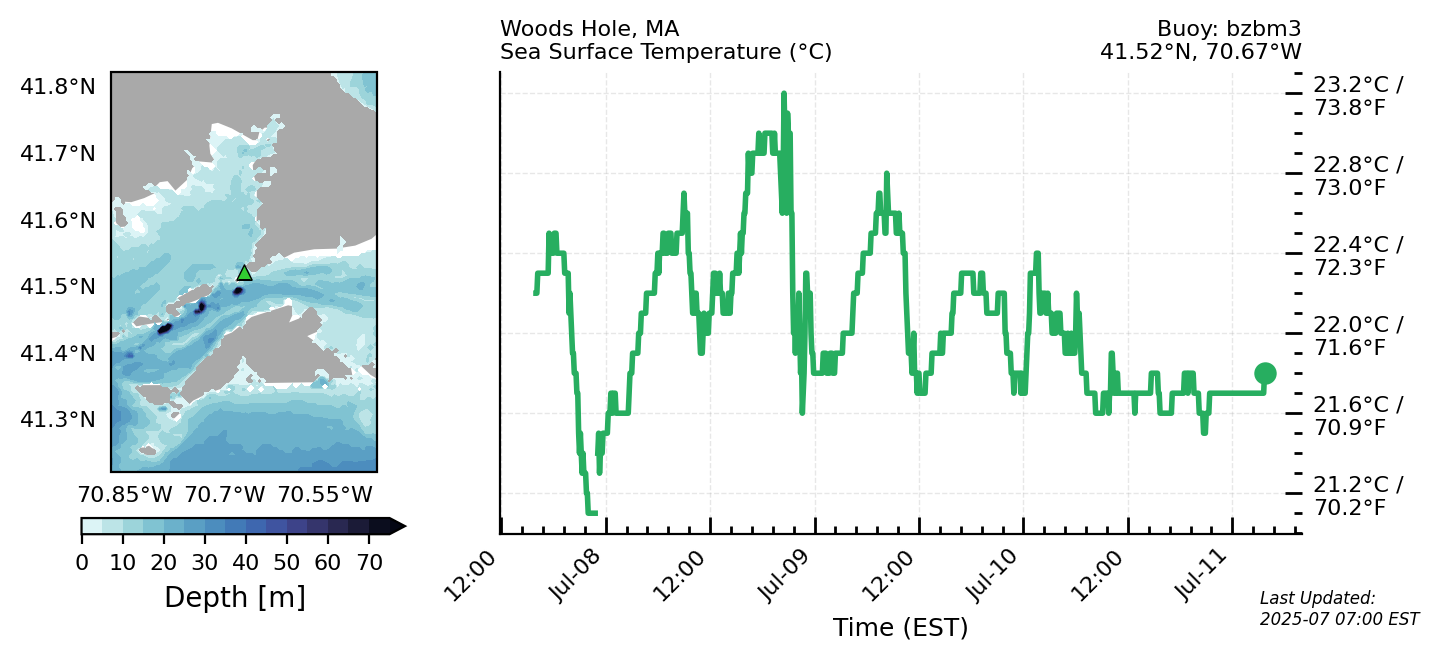 Woods Hole, MA
Sea Surface Temperature (°C)
Buoy: bzbm3
41.52°N, 70.67°W
41.8°N
41.7°N
41.6°N
41.5°N
41.4°N
41.3°N
70.85°W 70.7°W 70.55°W
0 10 20 30 40 50 60 70
Depth [m]
23.2°C /
73.8°F
22.8°C /
73.0°F
22.4°C /
72.3°F
22.0°C /
71.6°F
21.6°C /
70.9°F
21.2°C /
70.2°F
12:00 Jul-08 12:00 Jul-09 12:00 Jul-10 12:00 Jul-11
Time (EST)
Last Updated:
2025-07 07:00 EST